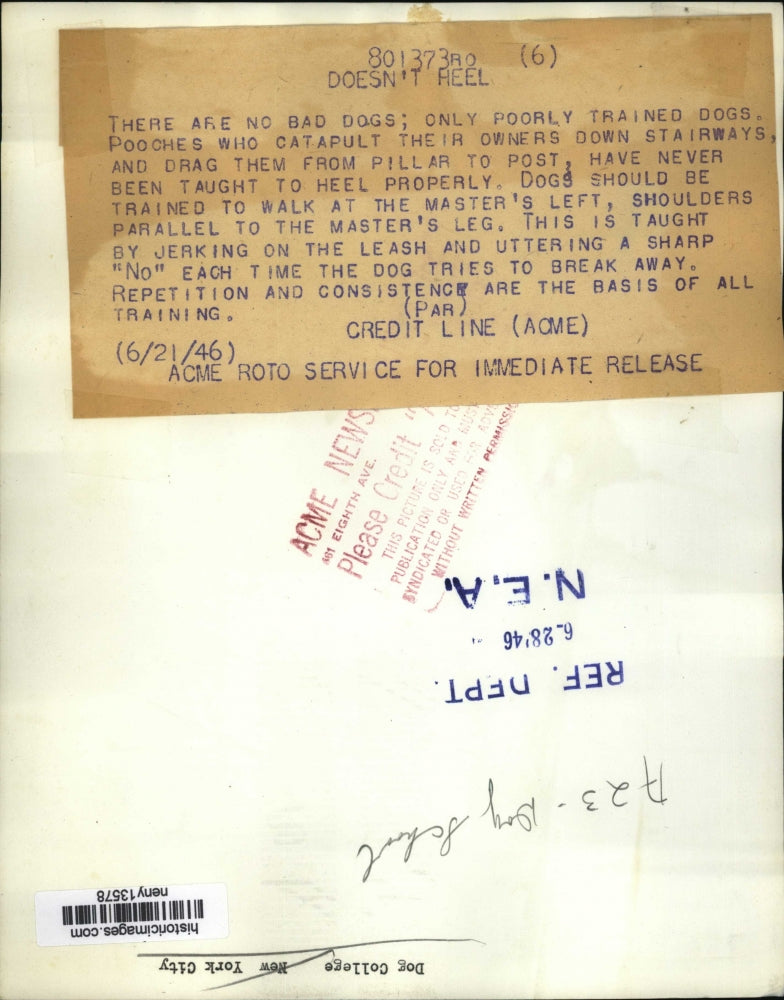 801373RO (6)
DOESN'T HEEL
THERE ARE NO BAD DOGS; ONLY POORLY TRAINED DOGS.
POOCHES WHO CATAPULT THEIR OWNERS DOWN STAIRWAYS,
AND DRAG THEM FROM PILLAR TO POST, HAVE NEVER
BEEN TAUGHT TO HEEL PROPERLY. DOGS SHOULD BE
TRAINED TO WALK AT THE MASTER'S LEFT, SHOULDERS
PARALLEL TO THE MASTER'S LEG. THIS IS TAUGHT
BY JERKING ON THE LEASH AND UTTERING A SHARP
"NO" EACH TIME THE DOG TRIES TO BREAK AWAY.
REPETITION AND CONSISTENCY ARE THE BASIS OF ALL
TRAINING. (PAR)
CREDIT LINE (ACME)
(6/21/46)
ACME ROTO SERVICE FOR IMMEDIATE RELEASE
ACME NEWS
461 EIGHTH AVE.
Please Credit "
THIS PICTURE IS SOLD TO
PUBLICATION ONLY AND MUS
SYNDICATED OR USED FOR ADV
WITHOUT WRITTEN PERMISSI
N.E.A.
6-28'46
REF. DEPT.
A23 - Dog School
historicimages.com
neny13578
Dog College New York City